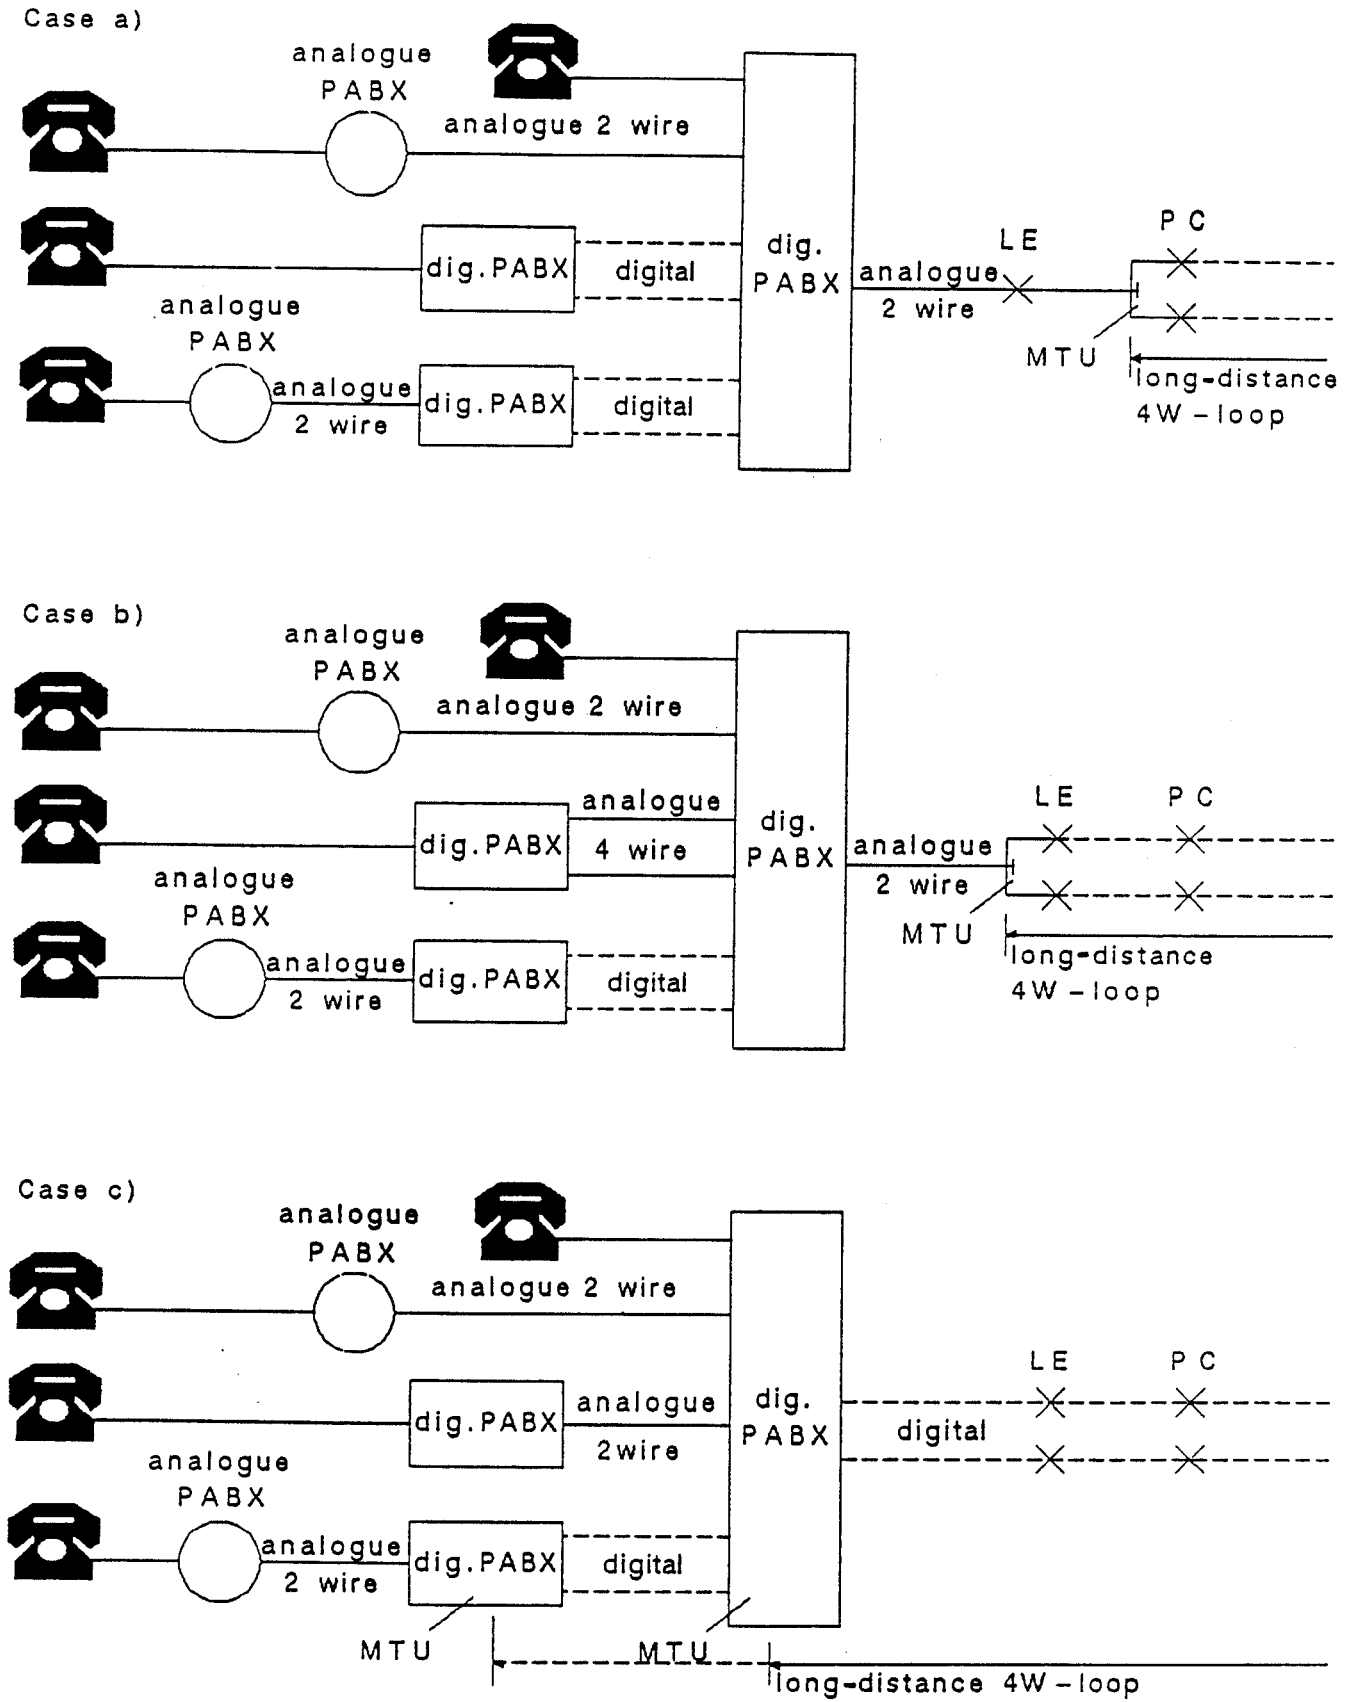 Case a)
analogue
PABX
analogue 2 wire
dig. PABX
digital
analogue
PABX
analogue
2 wire
dig. PABX
digital
dig.
PABX
analogue
2 wire
LE
PC
MTU
long-distance
4W-loop
Case b)
analogue
PABX
analogue 2 wire
dig. PABX
analogue
4 wire
analogue
PABX
analogue
2 wire
dig. PABX
digital
dig.
PABX
analogue
2 wire
LE
PC
MTU
long-distance
4W-loop
Case c)
analogue
PABX
analogue 2 wire
dig. PABX
analogue
2wire
analogue
PABX
analogue
2 wire
dig. PABX
digital
dig.
PABX
digital
LE
PC
MTU
MTU
long-distance 4W-loop